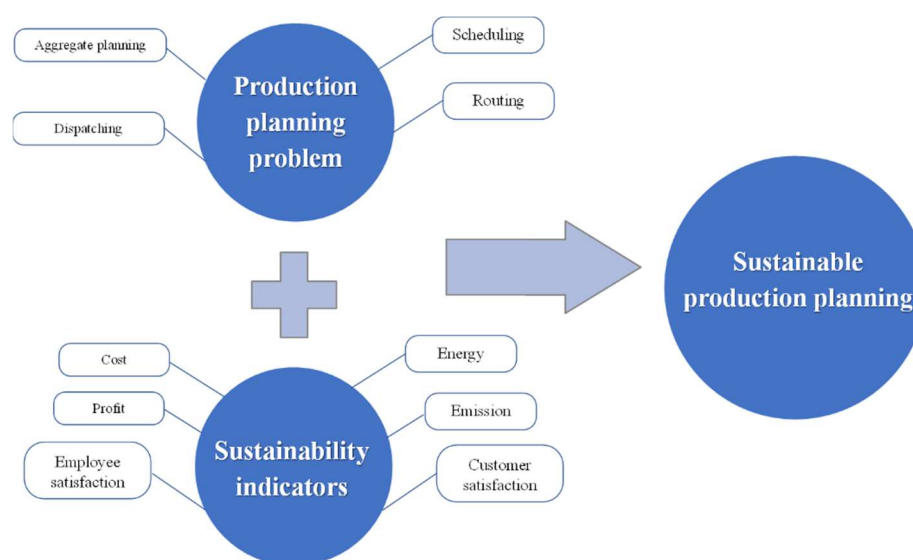 Aggregate planning
Scheduling
Production
planning
problem
Dispatching
Routing
Sustainable
production planning
Cost
Energy
Profit
Emission
Sustainability
indicators
Employee
satisfaction
Customer
satisfaction